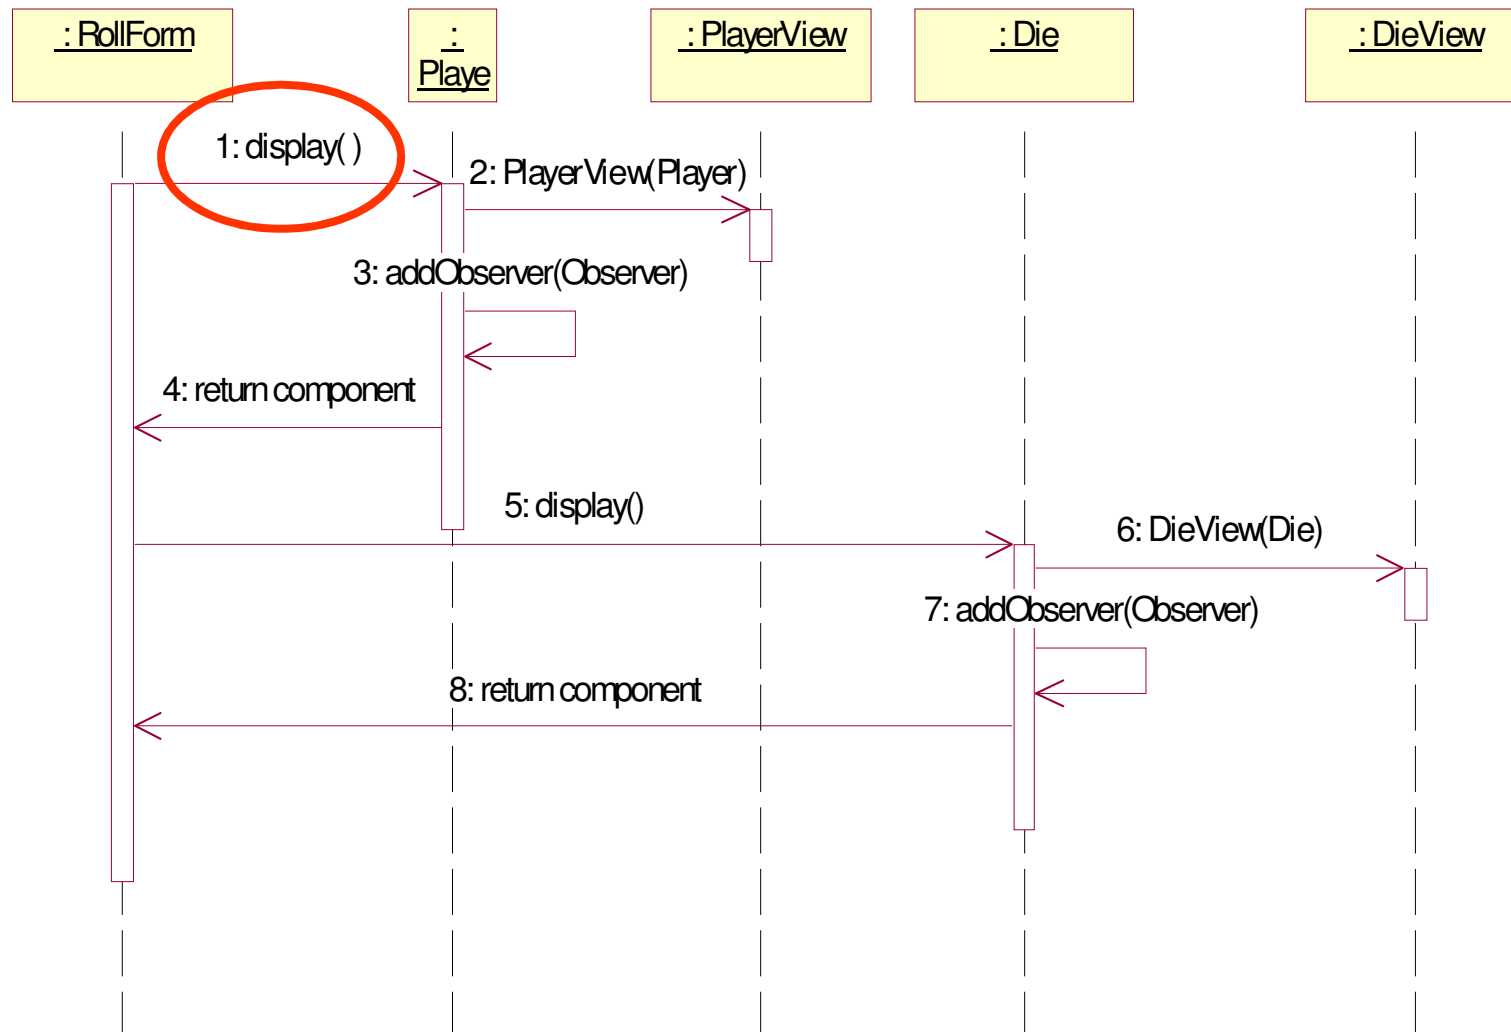 : RollForm
:
Playe
: PlayerView
: Die
: DieView
1: display( )
2: PlayerView(Player)
3: addObserver(Observer)
4: return component
5: display()
6: DieView(Die)
7: addObserver(Observer)
8: return component